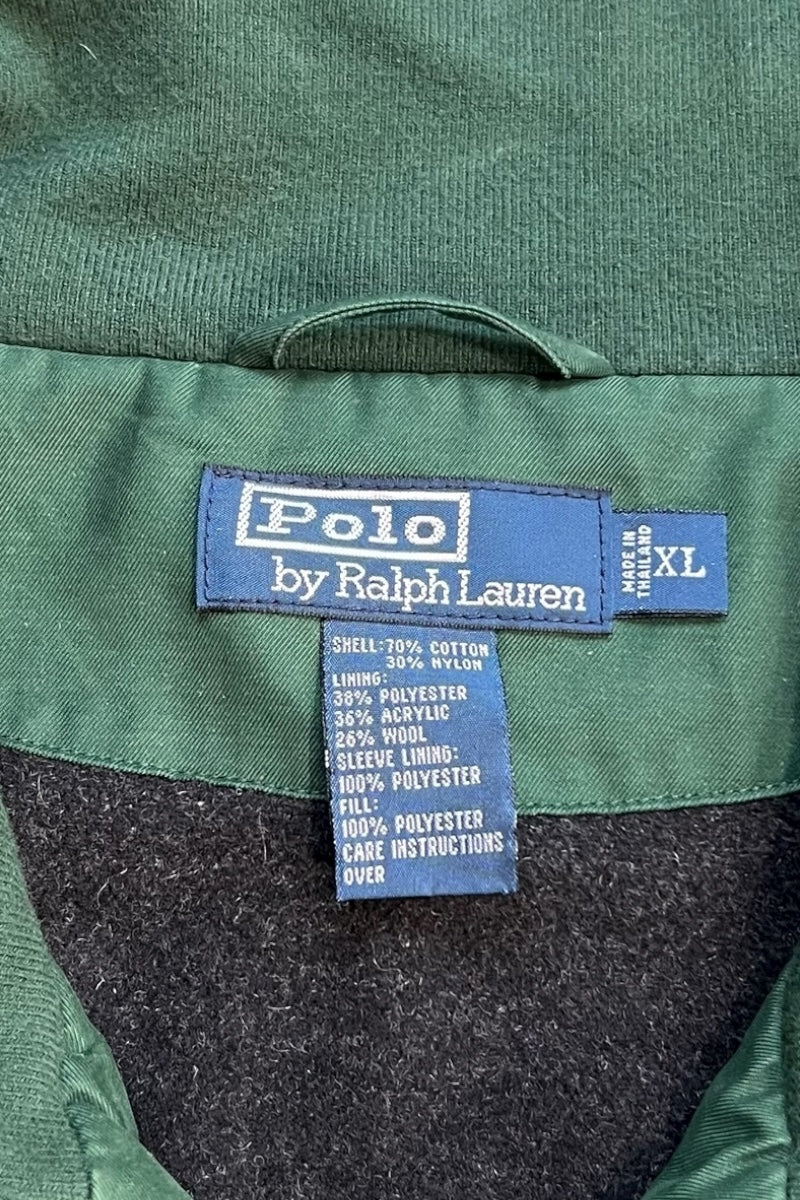 Polo
by Ralph Lauren
MADE IN
THAILAND
XL
SHELL: 70% COTTON
30% NYLON
LINING:
38% POLYESTER
36% ACRYLIC
26% WOOL
SLEEVE LINING:
100% POLYESTER
FILL:
100% POLYESTER
CARE INSTRUCTIONS
OVER